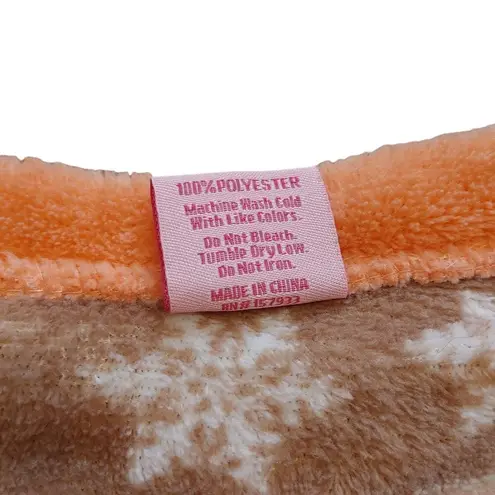 100% POLYESTER
Machine Wash Cold
With Like Colors.
Do Not Bleach.
Tumble Dry Low.
Do Not Iron.
MADE IN CHINA
RN# 157933